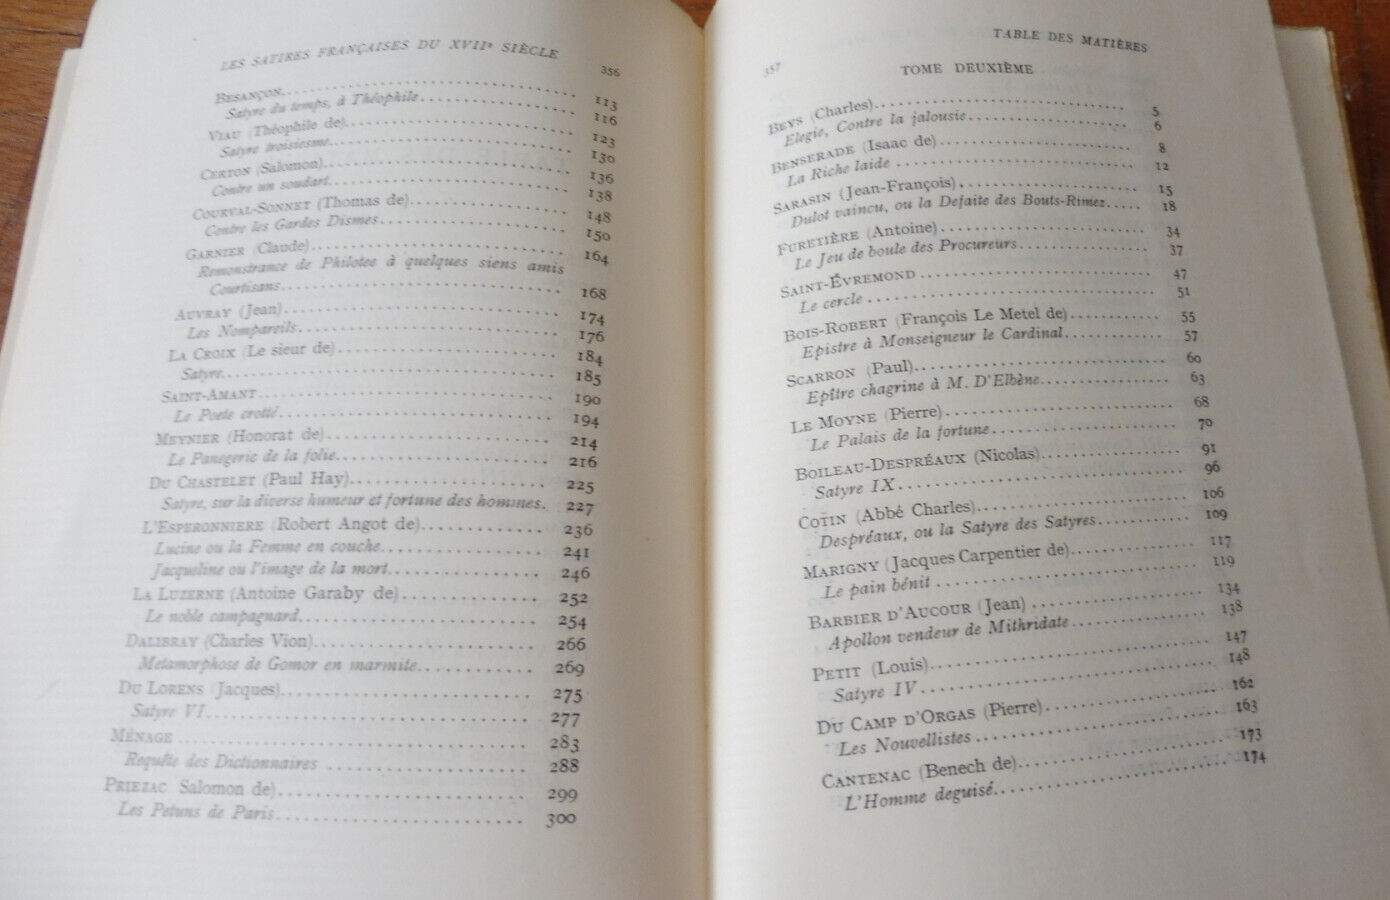 LES SATIRES FRANÇAISES DU XVIIe SIÈCLE
356
BESANÇON 113
Satyre du temps, à Théophile 116
VIAU (Théophile de) 123
Satyre troisiesme 130
CERTON (Salomon) 136
Contre un soudart 138
COURVAL-SONNET (Thomas de) 148
Contre les Gardes Dismes 150
GARNIER (Claude) 164
Remonstrance de Philotee à quelques siens amis
Courtisans 168
AUVRAY (Jean) 174
Les Nompareils 176
LA CROIX (Le sieur de) 184
Satyre 185
SAINT-AMANT 190
Le Poete crotté 194
MEYNIER (Honorat de) 214
Le Panegeric de la folie 216
DU CHASTELET (Paul Hay) 225
Satyre, sur la diverse humeur et fortune des hommes. 227
L'ESPERONNIERE (Robert Angot de) 236
Lucine ou la Femme en couche 241
Jacqueline ou l'image de la mort 246
LA LUZERNE (Antoine Garaby de) 252
Le noble campagnard 254
DALIBRAY (Charles Vion) 266
Metamorphose de Gomor en marmite 269
DU LORENS (Jacques) 275
Satyre VI 277
MÉNAGE 283
Requête des Dictionnaires 288
PRIEZAC Salomon de) 299
Les Petuns de Paris 300
TABLE DES MATIÈRES
357
TOME DEUXIÈME
BEYS (Charles) 5
Elegie, Contre la jalousie 6
BENSERADE (Isaac de) 8
La Riche laide 12
SARASIN (Jean-François) 15
Dulot vaincu, ou la Defaite des Bouts-Rimez 18
FURETIÈRE (Antoine) 34
Le Jeu de boule des Procureurs 37
SAINT-ÉVREMOND 47
Le cercle 51
BOIS-ROBERT (François Le Metel de) 55
Epistre à Monseigneur le Cardinal 57
SCARRON (Paul) 60
Epître chagrine à M. D'Elbène 63
LE MOYNE (Pierre) 68
Le Palais de la fortune 70
BOILEAU-DESPRÉAUX (Nicolas) 91
Satyre IX 96
COTIN (Abbé Charles) 106
Despréaux, ou la Satyre des Satyres 109
MARIGNY (Jacques Carpentier de) 117
Le pain bénit 119
BARBIER D'AUCOUR (Jean) 134
Apollon vendeur de Mithridate 138
PETIT (Louis) 147
Satyre IV 148
DU CAMP D'ORGAS (Pierre) 162
Les Nouvellistes 163
CANTENAC (Benech de) 173
L'Homme deguisé 174